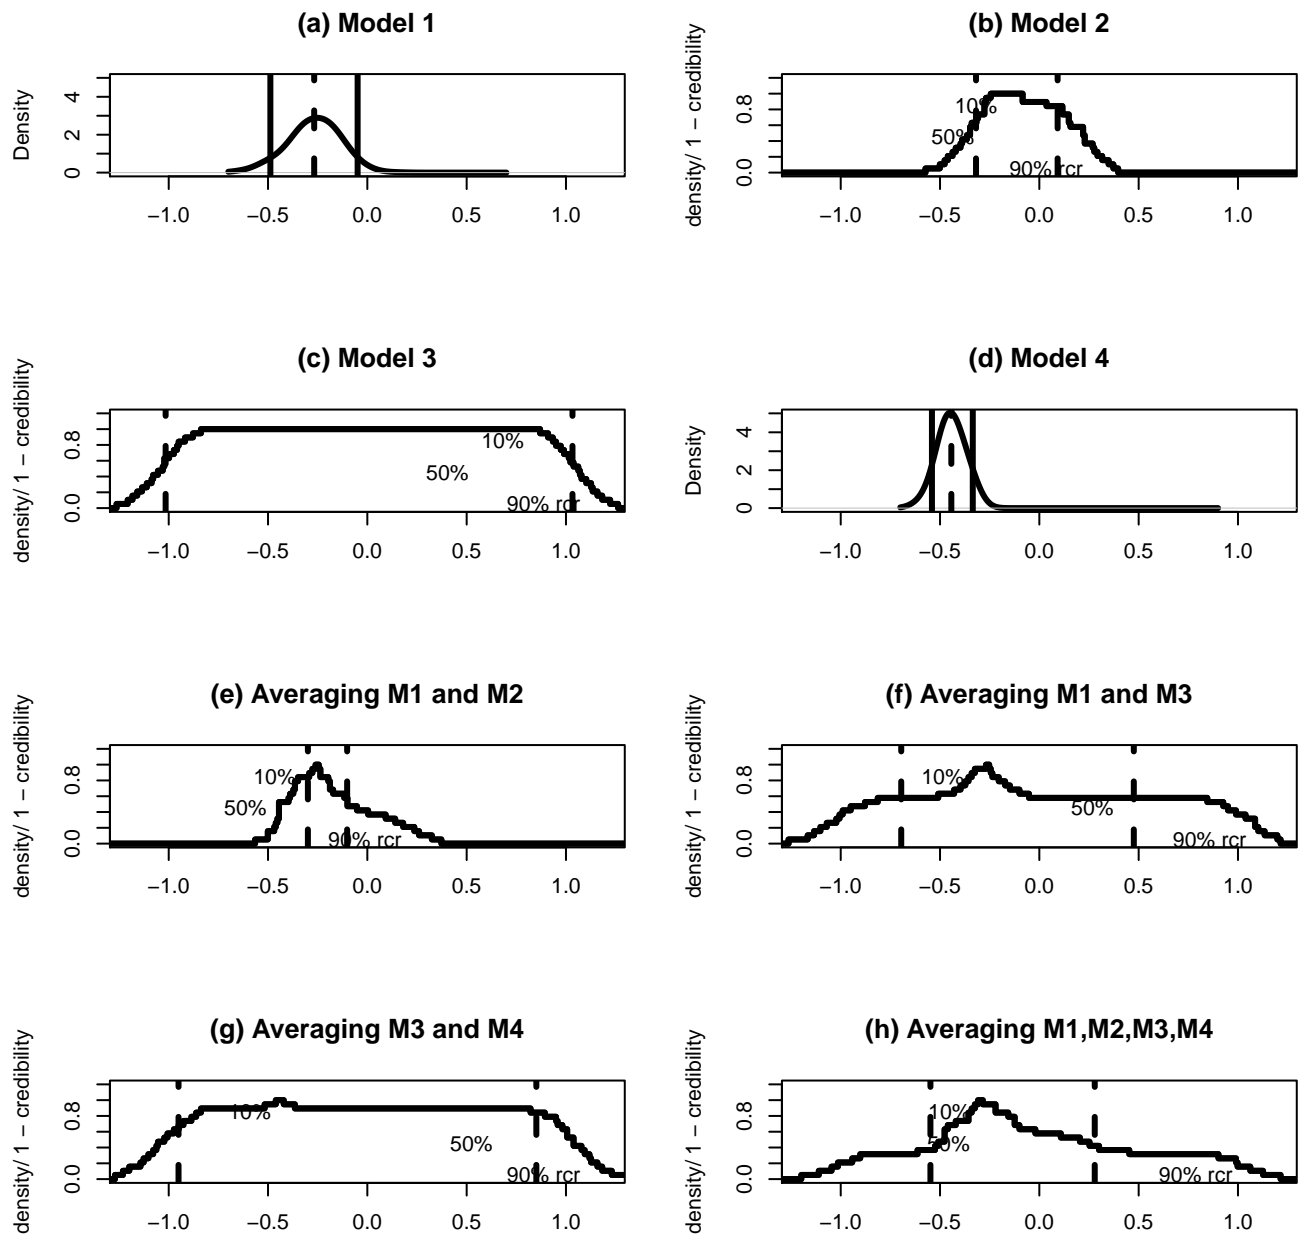 (a) Model 1
Density
0 2 4
−1.0 −0.5 0.0 0.5 1.0
(b) Model 2
density/ 1 − credibility
0.0 0.8
10%
50%
90% rcr
−1.0 −0.5 0.0 0.5 1.0
(c) Model 3
density/ 1 − credibility
0.0 0.8
10%
50%
90% rcr
−1.0 −0.5 0.0 0.5 1.0
(d) Model 4
Density
0 2 4
−1.0 −0.5 0.0 0.5 1.0
(e) Averaging M1 and M2
density/ 1 − credibility
0.0 0.8
10%
50%
90% rcr
−1.0 −0.5 0.0 0.5 1.0
(f) Averaging M1 and M3
density/ 1 − credibility
0.0 0.8
10%
50%
90% rcr
−1.0 −0.5 0.0 0.5 1.0
(g) Averaging M3 and M4
density/ 1 − credibility
0.0 0.8
10%
50%
90% rcr
−1.0 −0.5 0.0 0.5 1.0
(h) Averaging M1,M2,M3,M4
density/ 1 − credibility
0.0 0.8
10%
50%
90% rcr
−1.0 −0.5 0.0 0.5 1.0